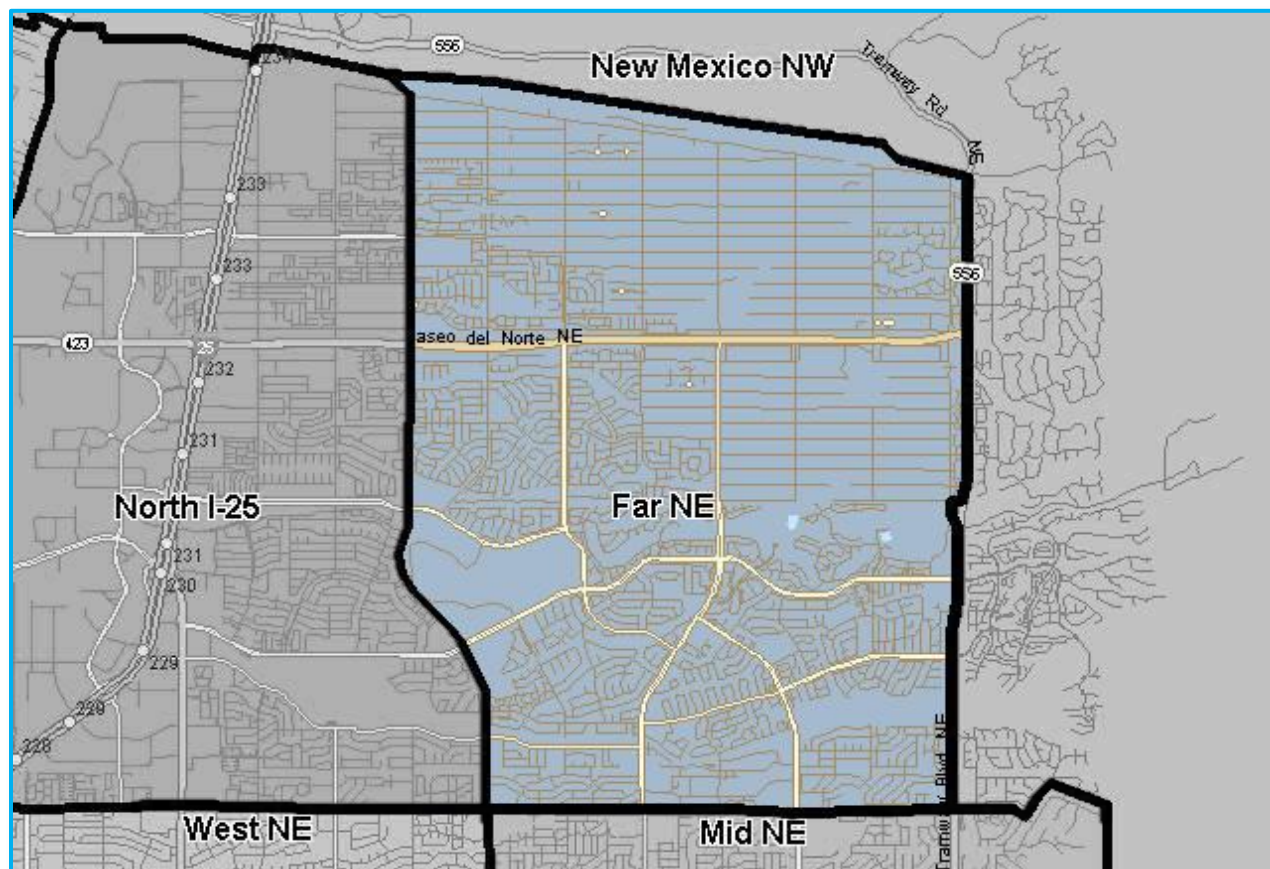 556
New Mexico NW
Tramway Rd NE
234
233
233
556
423
25
aseo del Norte NE
232
231
North I-25
Far NE
231
230
229
229
228
Tramway Blvd NE
West NE
Mid NE